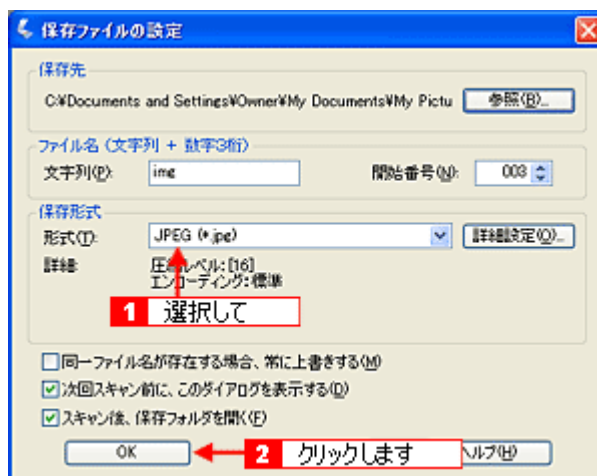 保存ファイルの設定
保存先
C:¥Documents and Settings¥Owner¥My Documents¥My Pictu 参照(B)...
ファイル名 (文字列 + 数字3桁)
文字列(P): img 開始番号(N): 003
保存形式
形式(T): JPEG (*.jpg) 詳細設定(O)...
詳細: 圧縮レベル:[16]
エンコーディング:標準
1 選択して
同一ファイル名が存在する場合、常に上書きする(M)
次回スキャン前に、このダイアログを表示する(D)
スキャン後、保存フォルダを開く(F)
OK 2 クリックします ヘルプ(H)